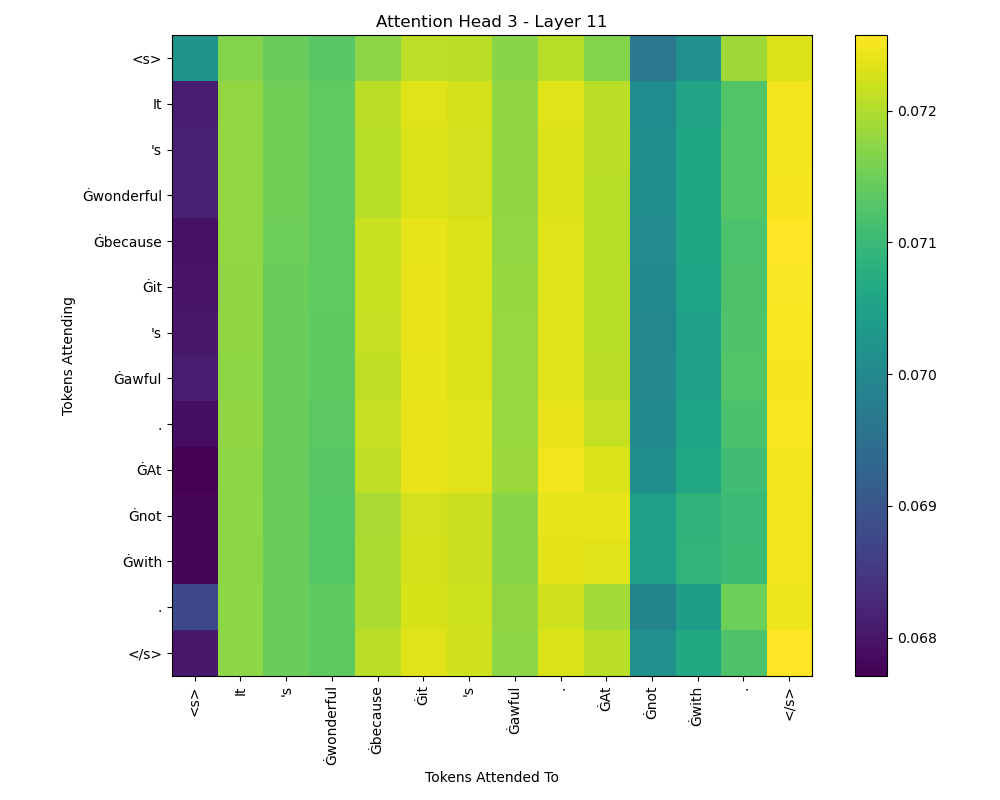 Attention Head 3 - Layer 11
Tokens Attending
<s>
It
's
Ġwonderful
Ġbecause
Ġit
's
Ġawful
.
ĠAt
Ġnot
Ġwith
.
</s>
<s>
It
's
Ġwonderful
Ġbecause
Ġit
's
Ġawful
.
ĠAt
Ġnot
Ġwith
.
</s>
Tokens Attended To
0.072
0.071
0.070
0.069
0.068